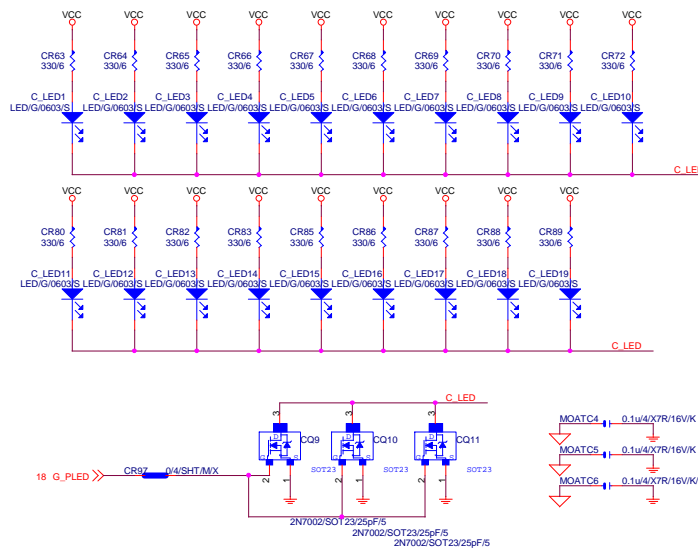 VCC VCC VCC VCC VCC VCC VCC VCC VCC VCC
CR63 CR64 CR65 CR66 CR67 CR68 CR69 CR70 CR71 CR72
330/6 330/6 330/6 330/6 330/6 330/6 330/6 330/6 330/6 330/6
C_LED1 C_LED2 C_LED3 C_LED4 C_LED5 C_LED6 C_LED7 C_LED8 C_LED9 C_LED10
LED/G/0603/S LED/G/0603/S LED/G/0603/S LED/G/0603/S LED/G/0603/S LED/G/0603/S LED/G/0603/S LED/G/0603/S LED/G/0603/S LED/G/0603/S
C_LE
VCC VCC VCC VCC VCC VCC VCC VCC VCC
CR80 CR81 CR82 CR83 CR85 CR86 CR87 CR88 CR89
330/6 330/6 330/6 330/6 330/6 330/6 330/6 330/6 330/6
C_LED11 C_LED12 C_LED13 C_LED14 C_LED15 C_LED16 C_LED17 C_LED18 C_LED19
LED/G/0603/S LED/G/0603/S LED/G/0603/S LED/G/0603/S LED/G/0603/S LED/G/0603/S LED/G/0603/S LED/G/0603/S LED/G/0603/S
C_LED
C_LED
3 3 3
D D D
CQ9 CQ10 CQ11
G S G S G S
SOT23 SOT23 SOT23
2 1 2 1 2 1
18 G_PLED CR97 0/4/SHT/M/X
2N7002/SOT23/25pF/5
2N7002/SOT23/25pF/5
2N7002/SOT23/25pF/5
MOATC4 0.1u/4/X7R/16V/K
MOATC5 0.1u/4/X7R/16V/K
MOATC6 0.1u/4/X7R/16V/K/